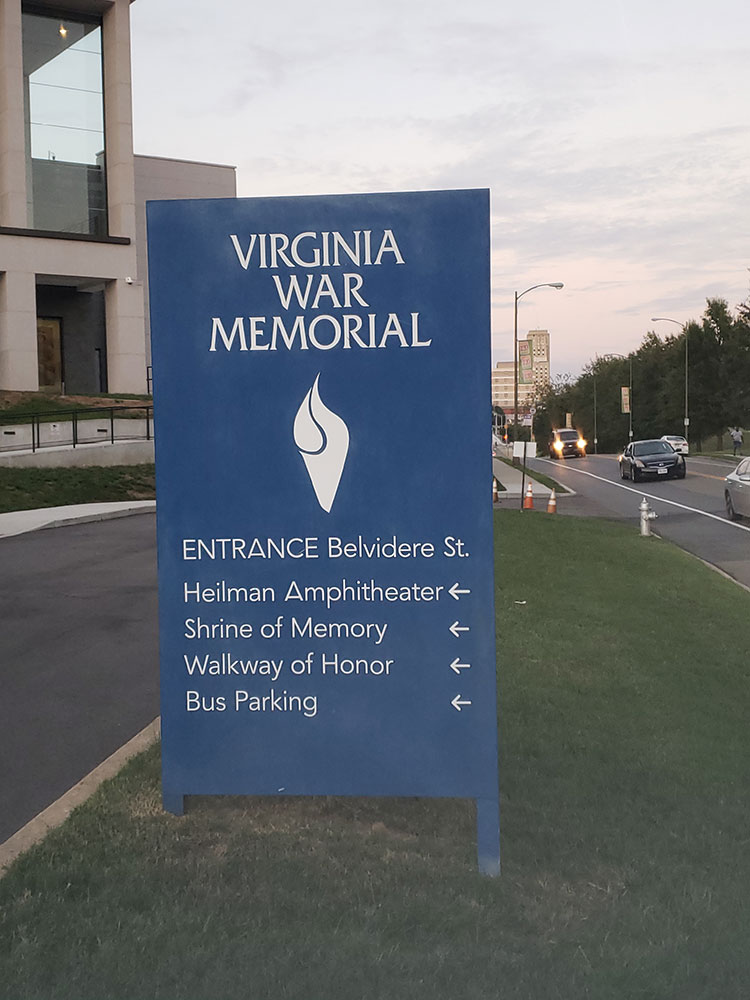 VIRGINIA
WAR
MEMORIAL
ENTRANCE Belvidere St.
Heilman Amphitheater ←
Shrine of Memory ←
Walkway of Honor ←
Bus Parking ←